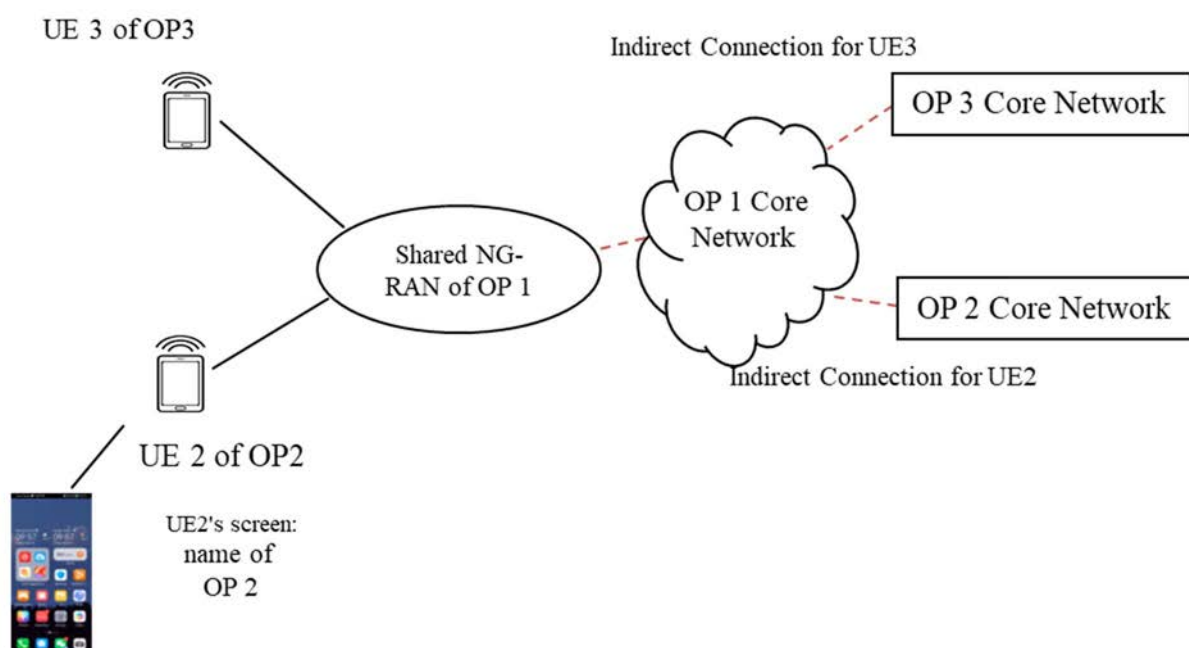 UE 3 of OP3
Indirect Connection for UE3
OP 3 Core Network
OP 1 Core
Network
Shared NG-
RAN of OP 1
OP 2 Core Network
Indirect Connection for UE2
UE 2 of OP2
UE2's screen:
name of
OP 2